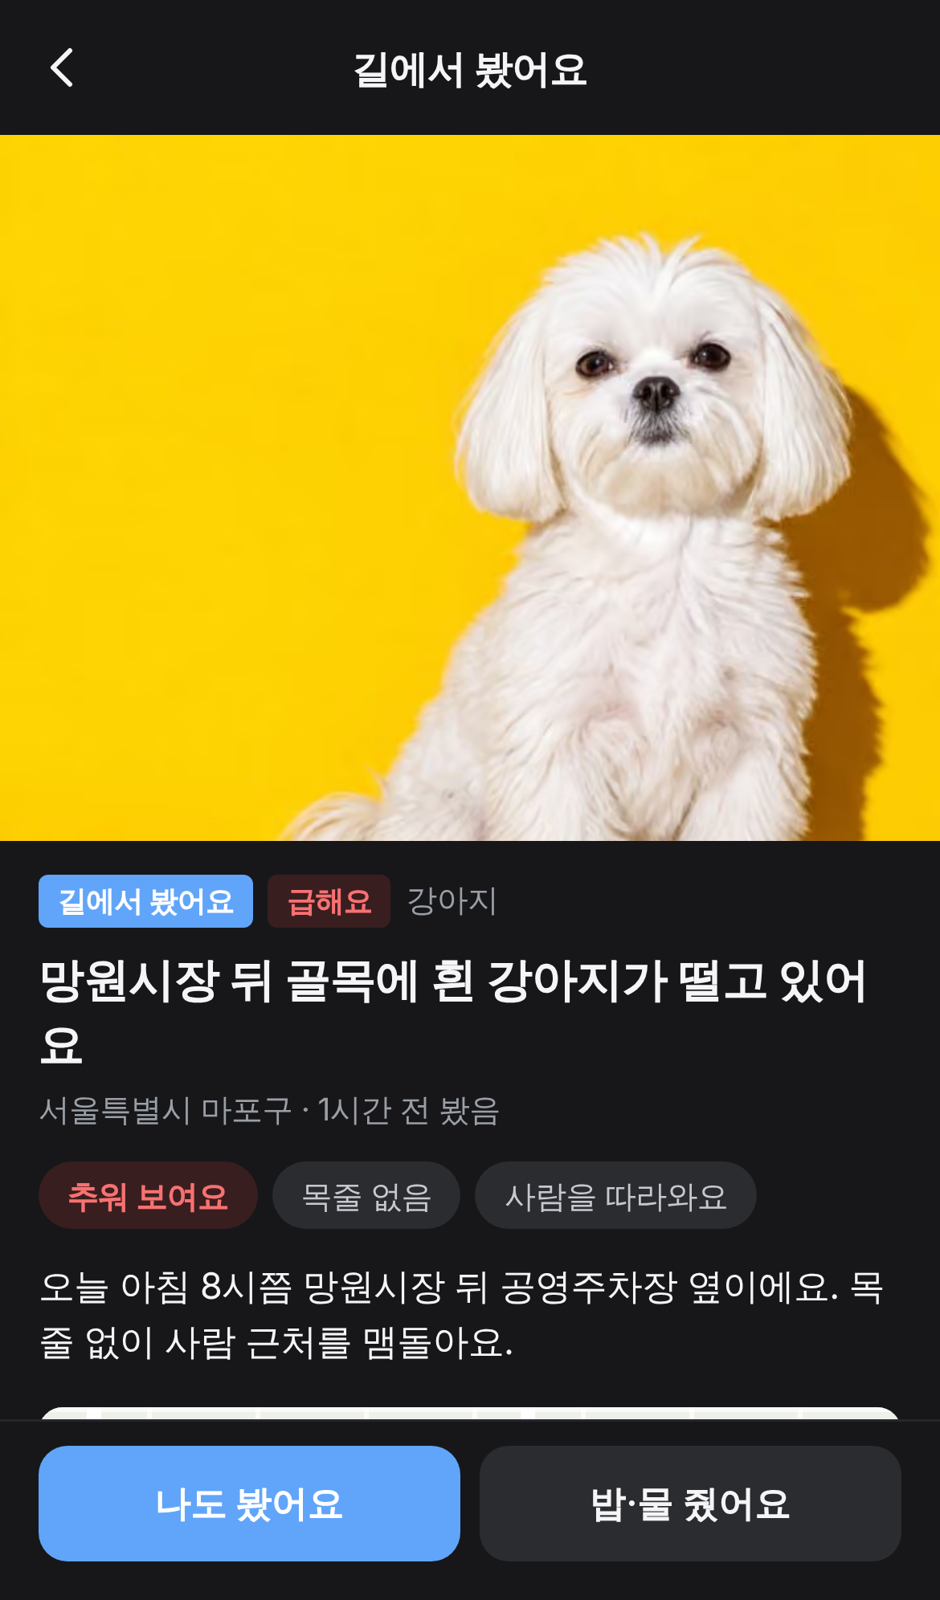 길에서 봤어요
길에서 봤어요 급해요 강아지
망원시장 뒤 골목에 흰 강아지가 떨고 있어
요
서울특별시 마포구 · 1시간 전 봤음
추워 보여요 목줄 없음 사람을 따라와요
오늘 아침 8시쯤 망원시장 뒤 공영주차장 옆이에요. 목
줄 없이 사람 근처를 맴돌아요.
나도 봤어요 밥·물 줬어요